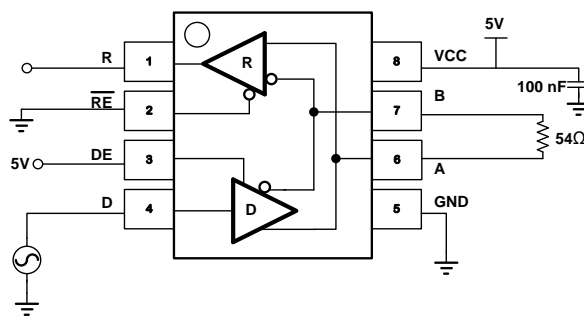 5V
R 1 R 8 VCC
100 nF
RE 2 7 B
54Ω
5V DE 3 6 A
D 4 D 5 GND